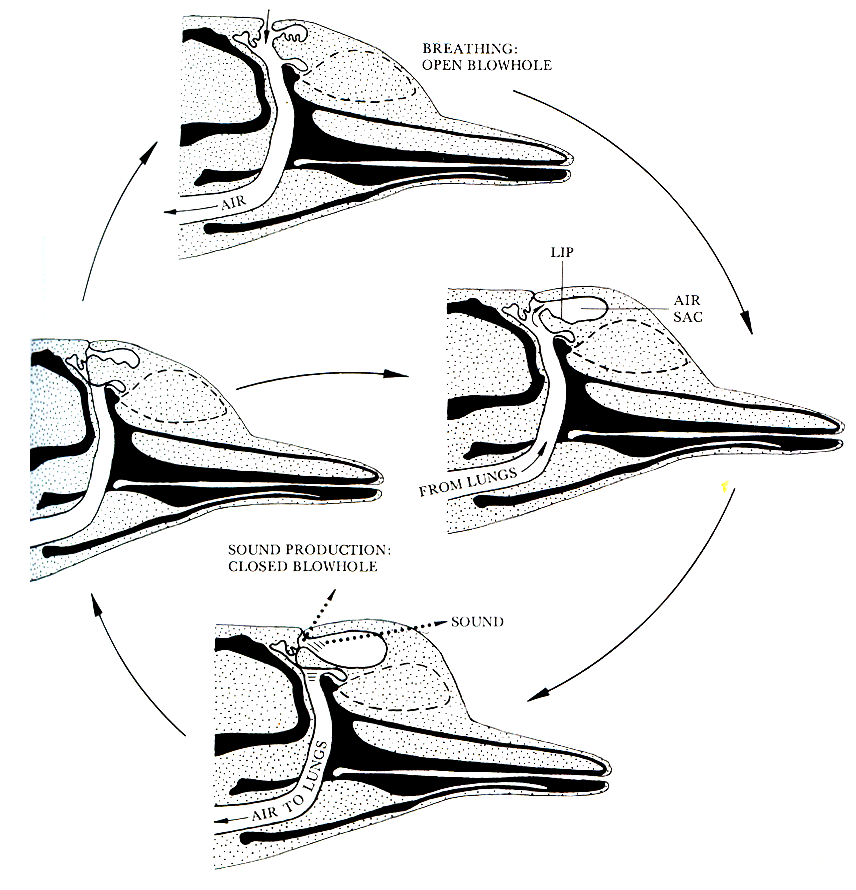 BREATHING:
OPEN BLOWHOLE
AIR
LIP
AIR
SAC
FROM LUNGS
SOUND PRODUCTION:
CLOSED BLOWHOLE
SOUND
AIR TO LUNGS